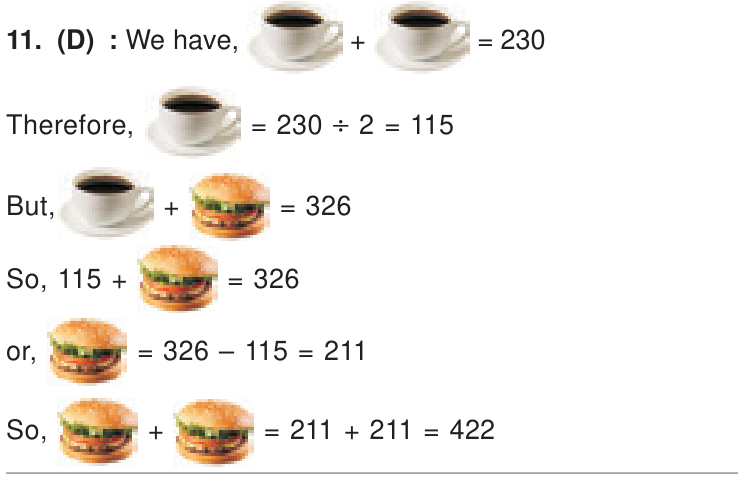 11. (D) : We have, + = 230
Therefore, = 230 ÷ 2 = 115
But, + = 326
So, 115 + = 326
or, = 326 – 115 = 211
So, + = 211 + 211 = 422